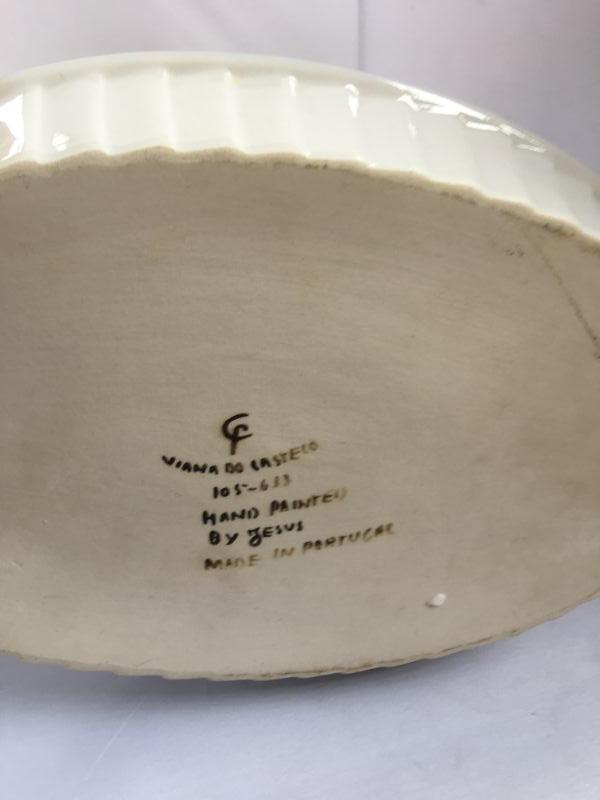 CF
VIANA DO CASTELO
105-633
HAND PAINTED
BY JESUS
MADE IN PORTUGAL